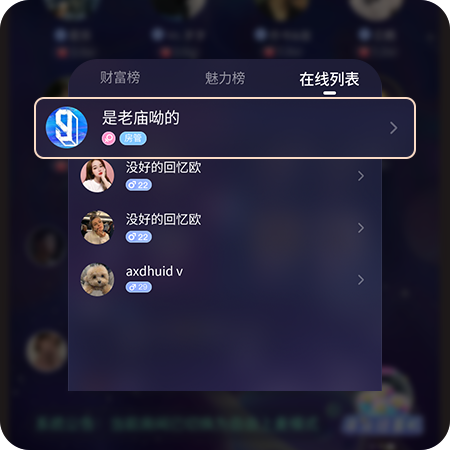 财富榜 魅力榜 在线列表
是老庙呦的
房管
没好的回忆欧
22
没好的回忆欧
22
axdhuid v
29